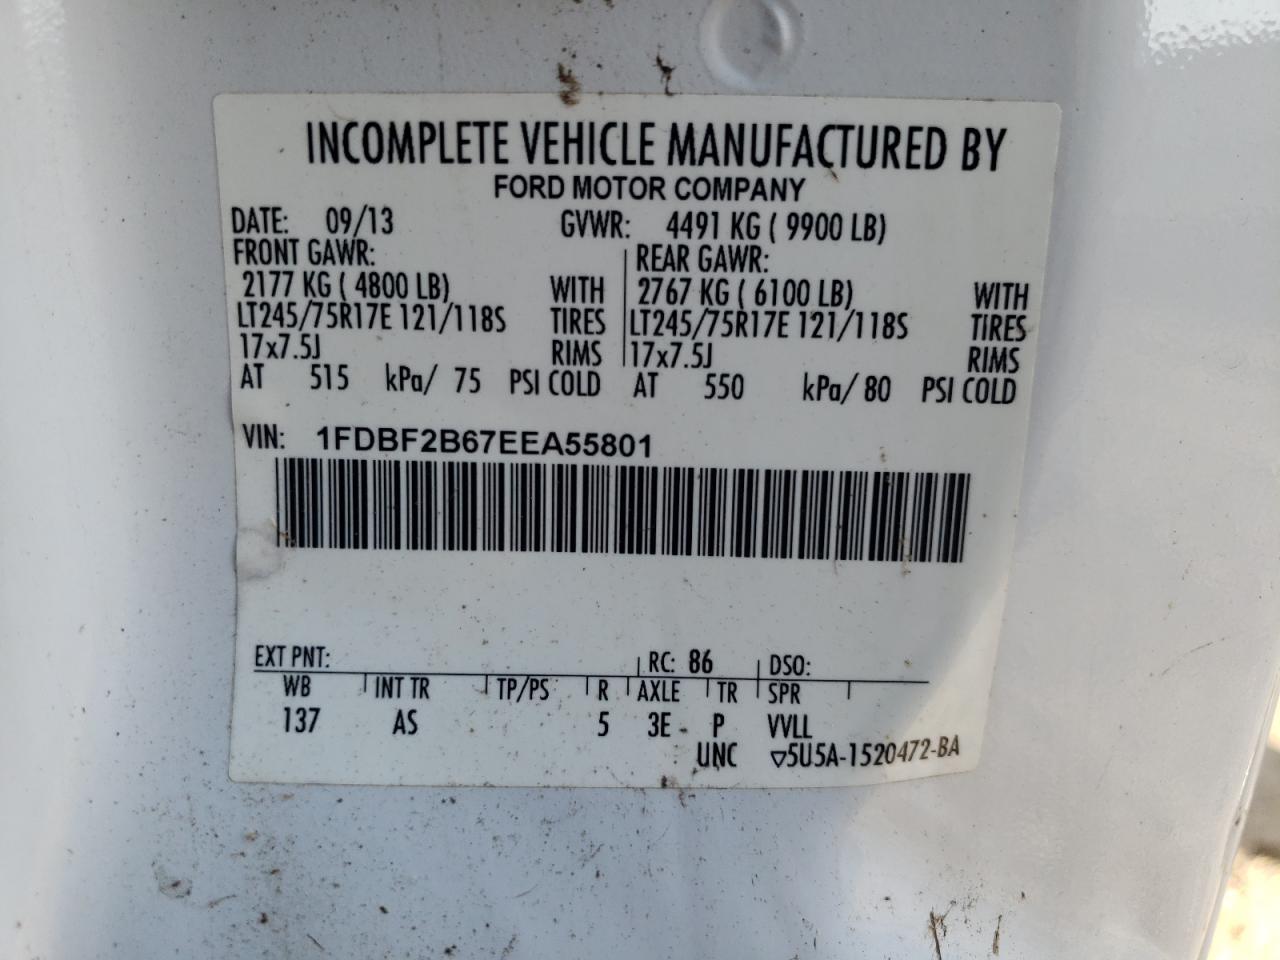 INCOMPLETE VEHICLE MANUFACTURED BY
FORD MOTOR COMPANY
DATE: 09/13 GVWR: 4491 KG ( 9900 LB)
FRONT GAWR: REAR GAWR:
2177 KG ( 4800 LB) WITH 2767 KG ( 6100 LB) WITH
LT245/75R17E 121/118S TIRES LT245/75R17E 121/118S TIRES
17x7.5J RIMS 17x7.5J RIMS
AT 515 kPa/ 75 PSI COLD AT 550 kPa/ 80 PSI COLD
VIN: 1FDBF2B67EEA55801
EXT PNT: RC: 86 DSO:
WB INT TR TP/PS R AXLE TR SPR
137 AS 5 3E P VVLL
UNC ▽5U5A-1520472-BA